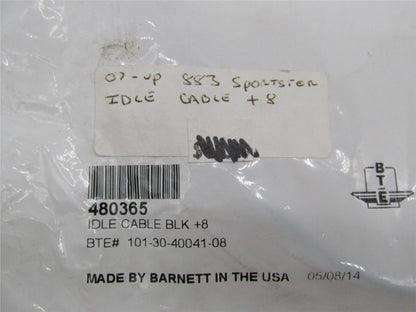 07-UP 883 SPORTSTER
IDLE CABLE +8
BTE
480365
IDLE CABLE BLK +8
BTE# 101-30-40041-08
MADE BY BARNETT IN THE USA 05/08/14